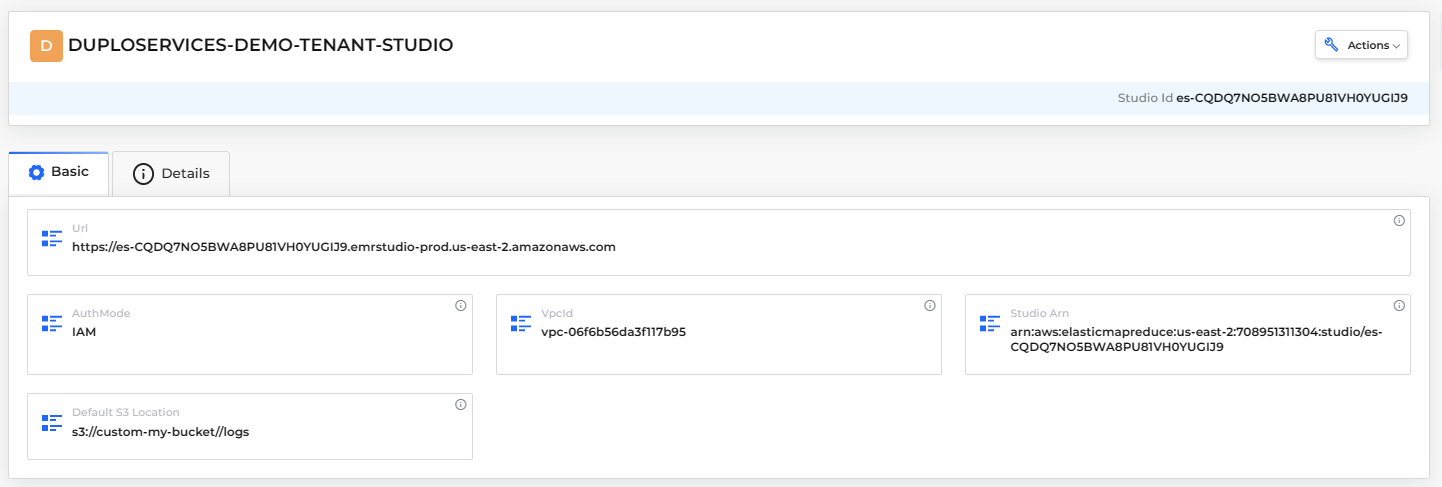 D DUPLOSERVICES-DEMO-TENANT-STUDIO
Actions
Studio Id es-CQDQ7NO5BWA8PU81VH0YUGIJ9
Basic
Details
Url
https://es-CQDQ7NO5BWA8PU81VH0YUGIJ9.emrstudio-prod.us-east-2.amazonaws.com
AuthMode
IAM
VpcId
vpc-06f6b56da3f117b95
Studio Arn
arn:aws:elasticmapreduce:us-east-2:708951311304:studio/es-
CQDQ7NO5BWA8PU81VH0YUGIJ9
Default S3 Location
s3://custom-my-bucket//logs